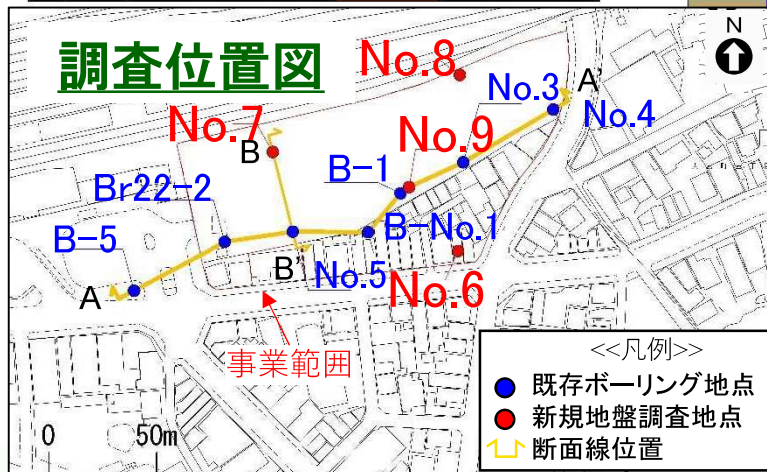 調査位置図
N
No.8
No.3
A'
No.4
No.7
No.9
B
B-1
Br22-2
B-5
B-No.1
B'
No.5
A
No.6
事業範囲
<<凡例>>
既存ボーリング地点
新規地盤調査地点
断面線位置
0 50m